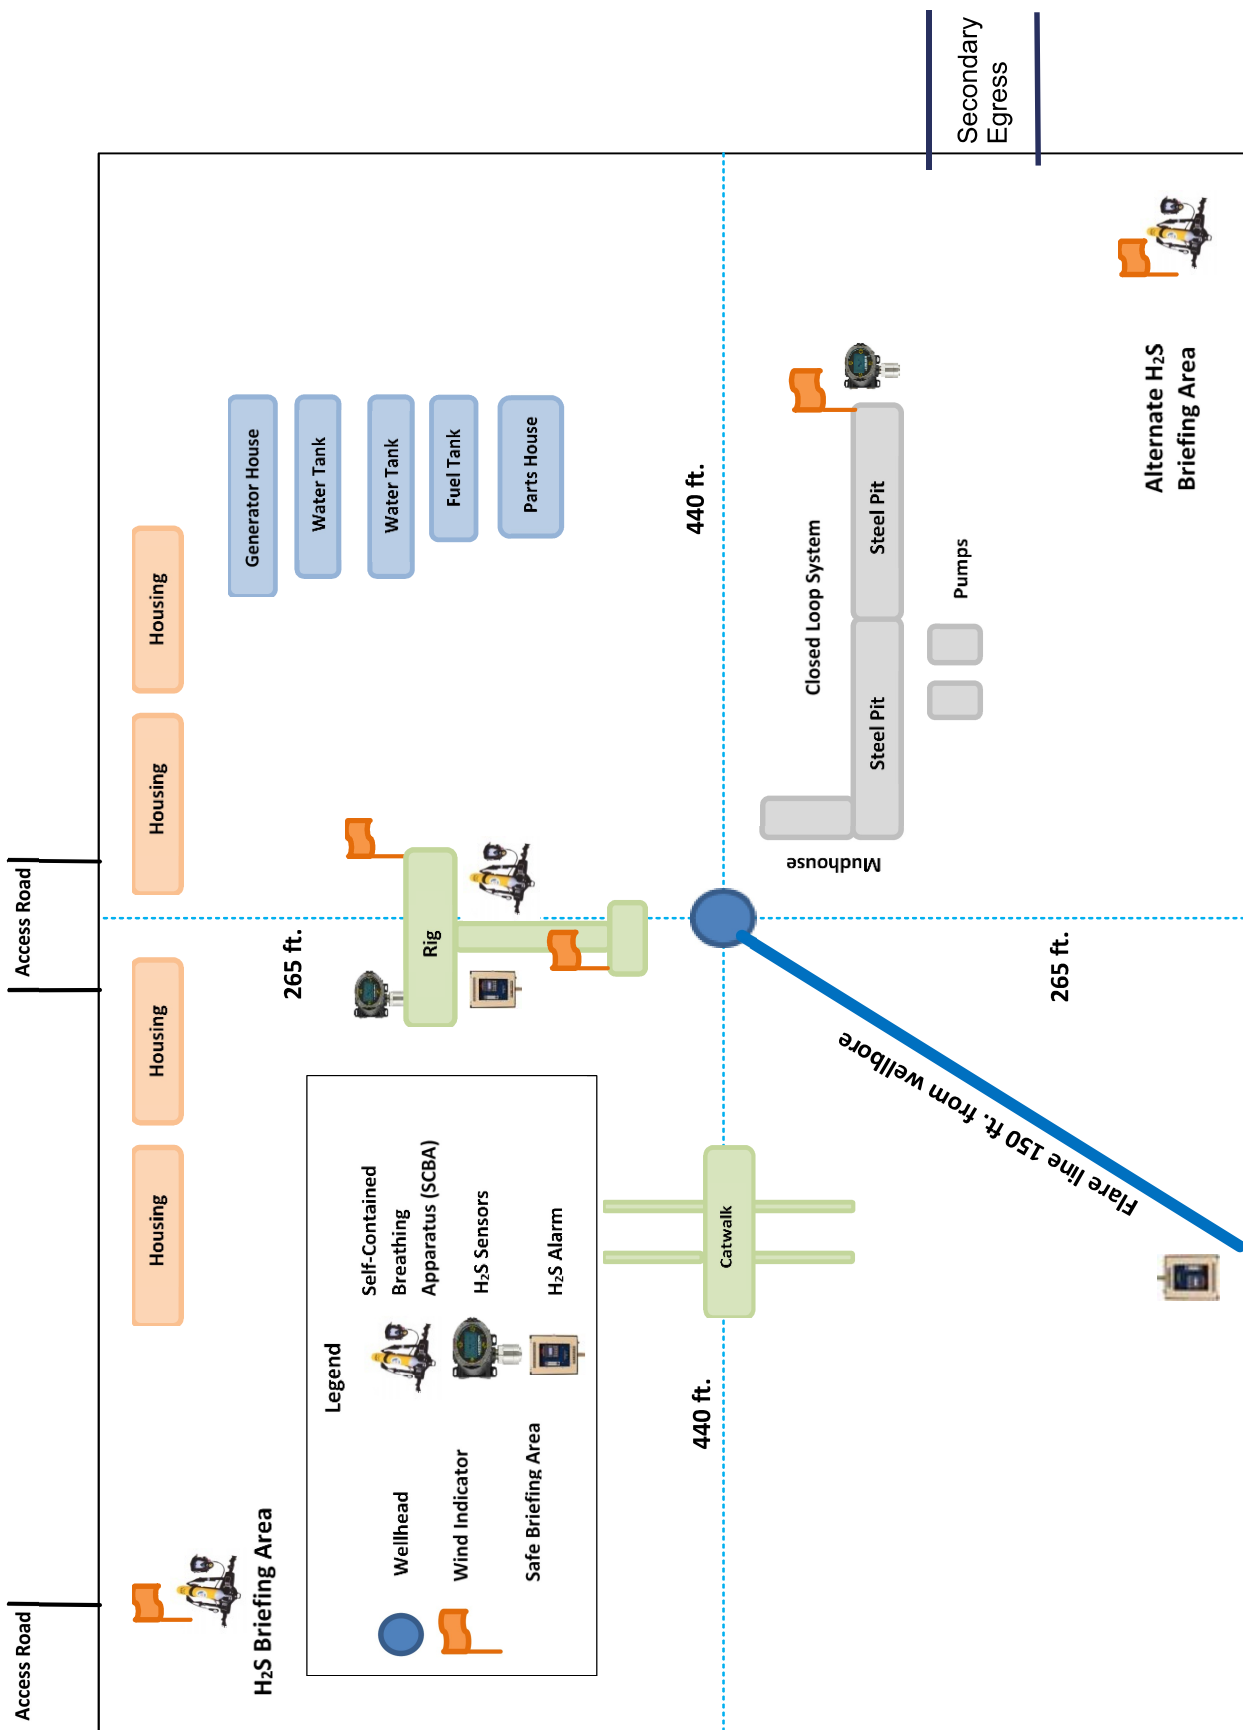 Access Road
Access Road
Secondary
Egress
Housing
Housing
Housing
Housing
H₂S Briefing Area
265 ft.
Rig
Generator House
Water Tank
Water Tank
Fuel Tank
Parts House
Legend
Wellhead
Wind Indicator
Safe Briefing Area
Self-Contained
Breathing
Apparatus (SCBA)
H₂S Sensors
H₂S Alarm
440 ft.
Catwalk
440 ft.
Closed Loop System
Mudhouse
Steel Pit
Steel Pit
Pumps
Flare line 150 ft. from wellbore
265 ft.
Alternate H₂S
Briefing Area